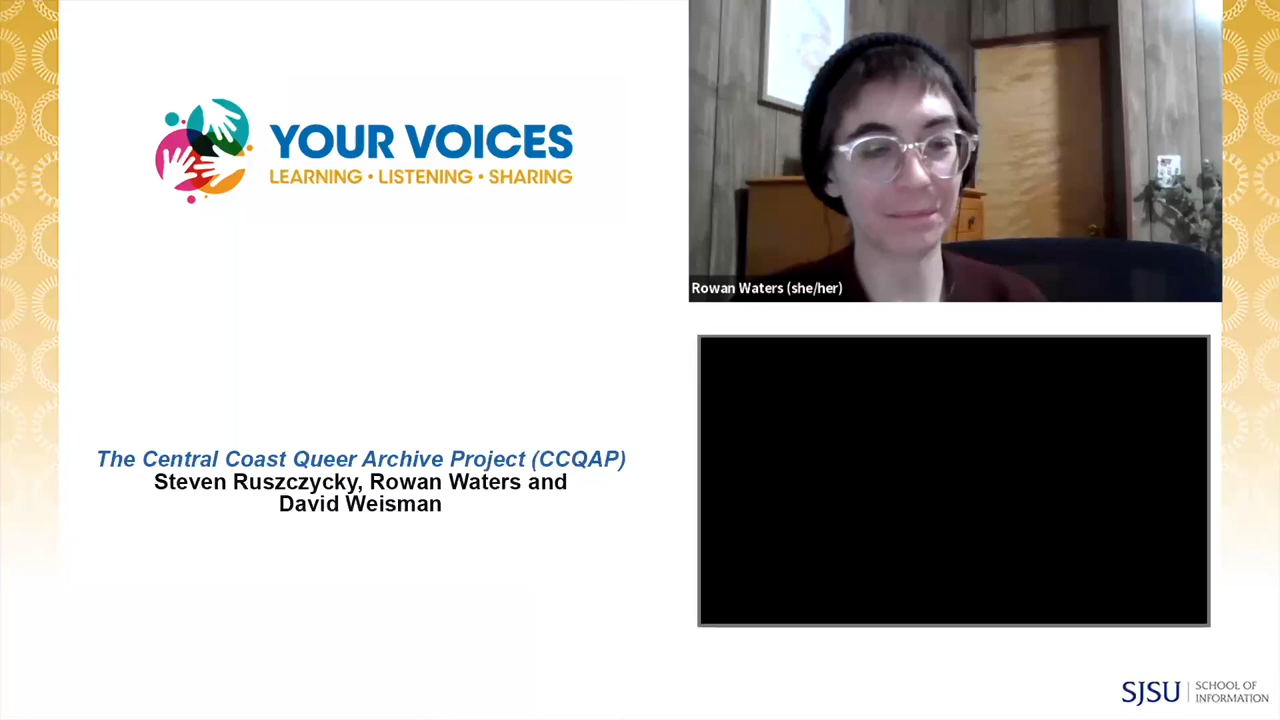 YOUR VOICES
LEARNING • LISTENING • SHARING
Rowan Waters (she/her)
The Central Coast Queer Archive Project (CCQAP)
Steven Ruszczycky, Rowan Waters and
David Weisman
SJSU | SCHOOL OF
INFORMATION